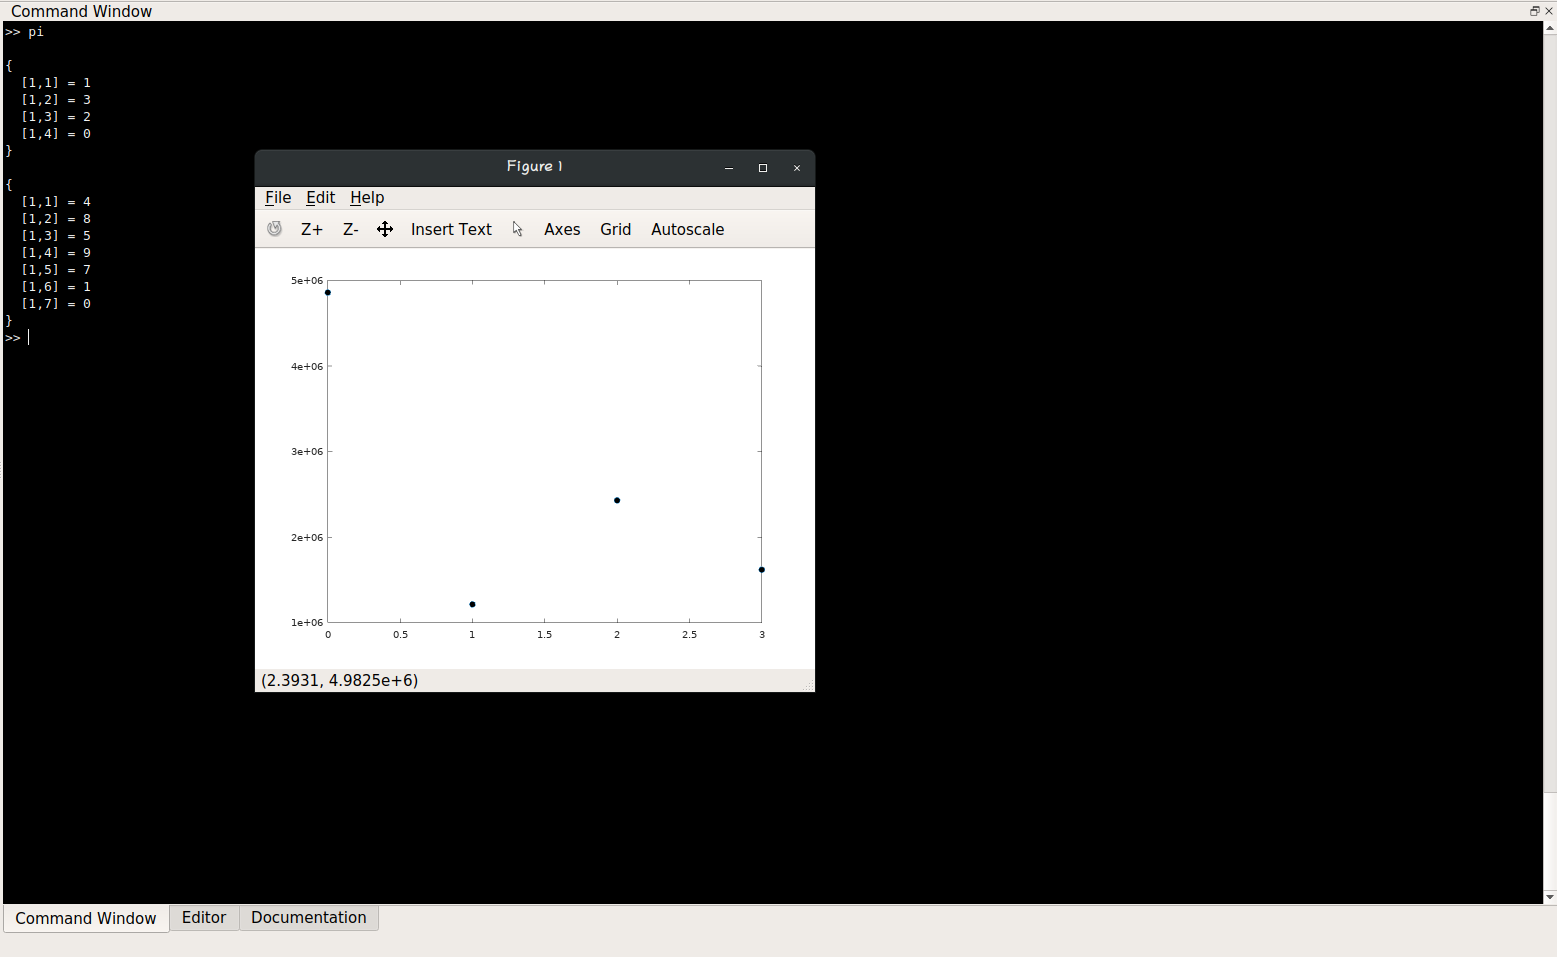 Command Window
>> pi
{
[1,1] = 1
[1,2] = 3
[1,3] = 2
[1,4] = 0
}
{
[1,1] = 4
[1,2] = 8
[1,3] = 5
[1,4] = 9
[1,5] = 7
[1,6] = 1
[1,7] = 0
}
>>
Figure 1
File Edit Help
Z+ Z- Insert Text Axes Grid Autoscale
5e+06
4e+06
3e+06
2e+06
1e+06
0 0.5 1 1.5 2 2.5 3
(2.3931, 4.9825e+6)
Command Window Editor Documentation